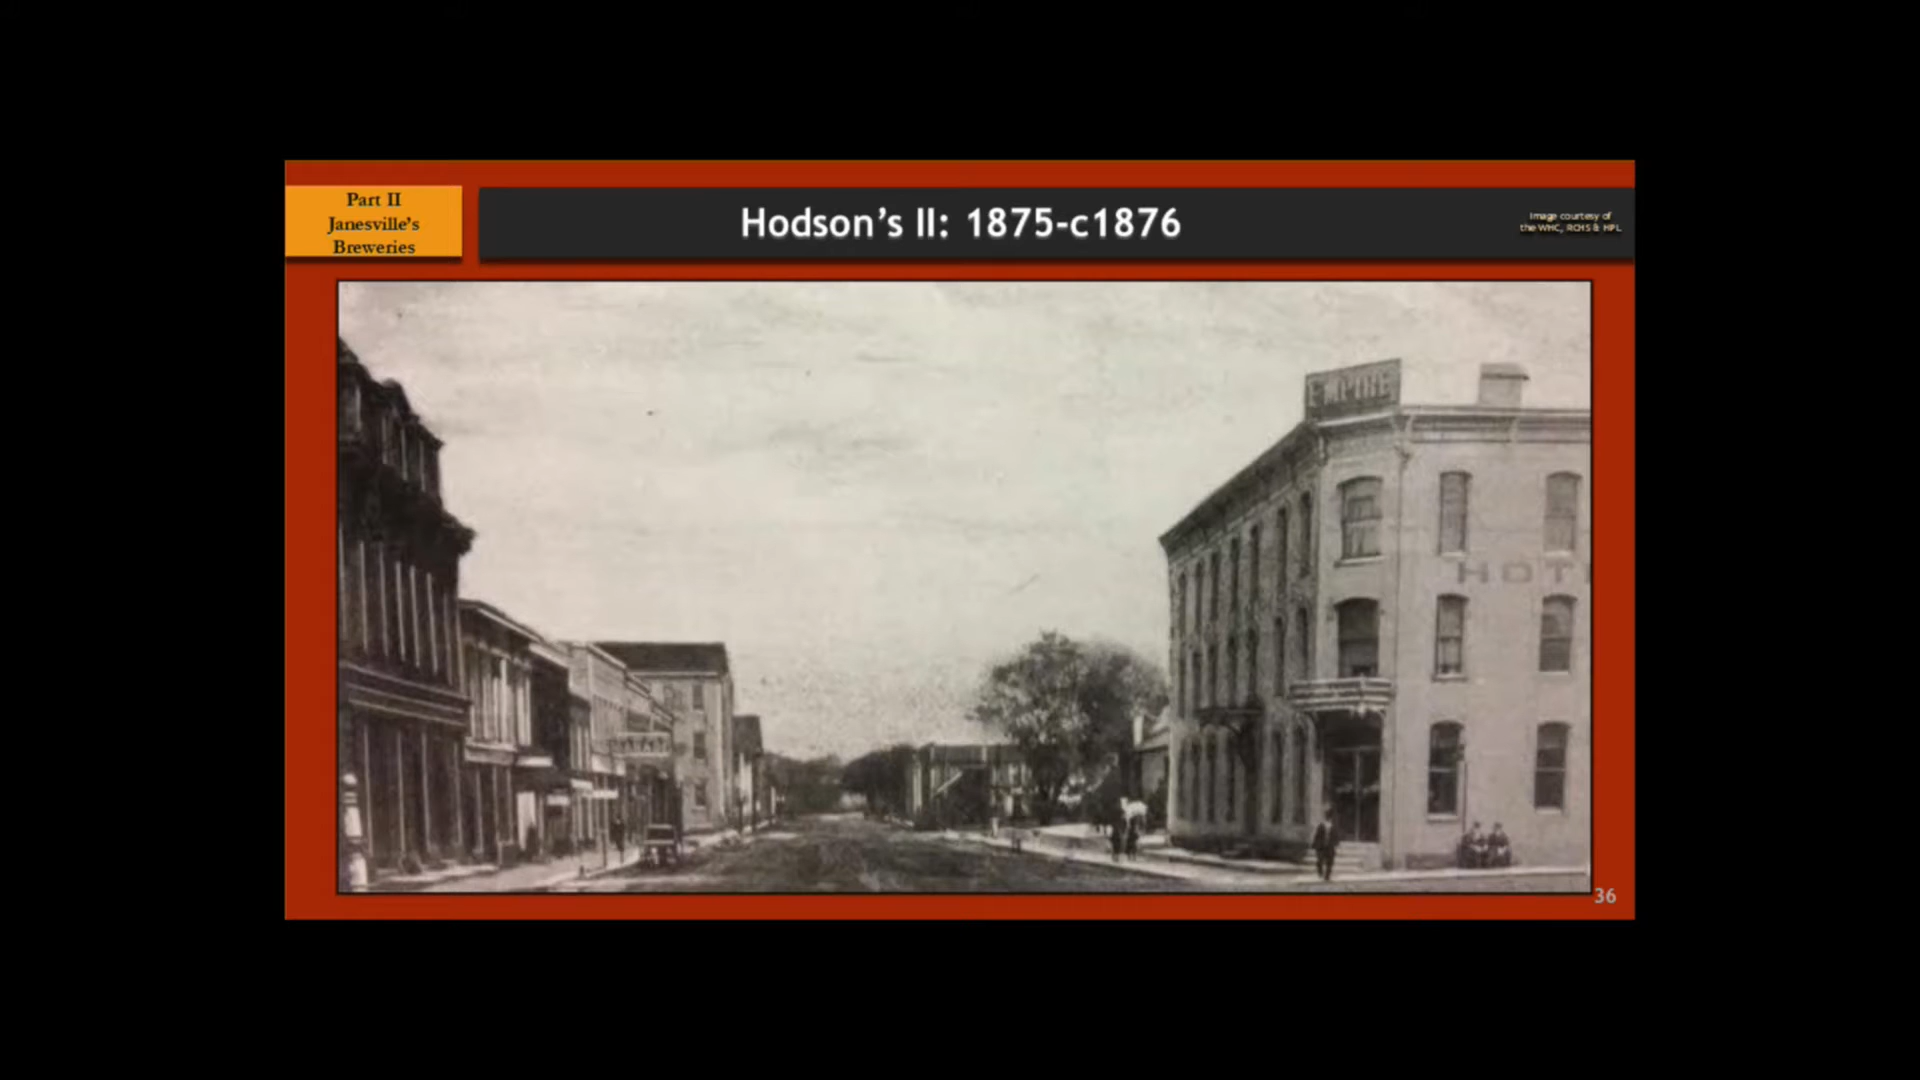 Part II
Janesville's
Breweries
Hodson's II: 1875-c1876
Image courtesy of
the WHC, RCHS & HPL
EMPIRE
HOT
36